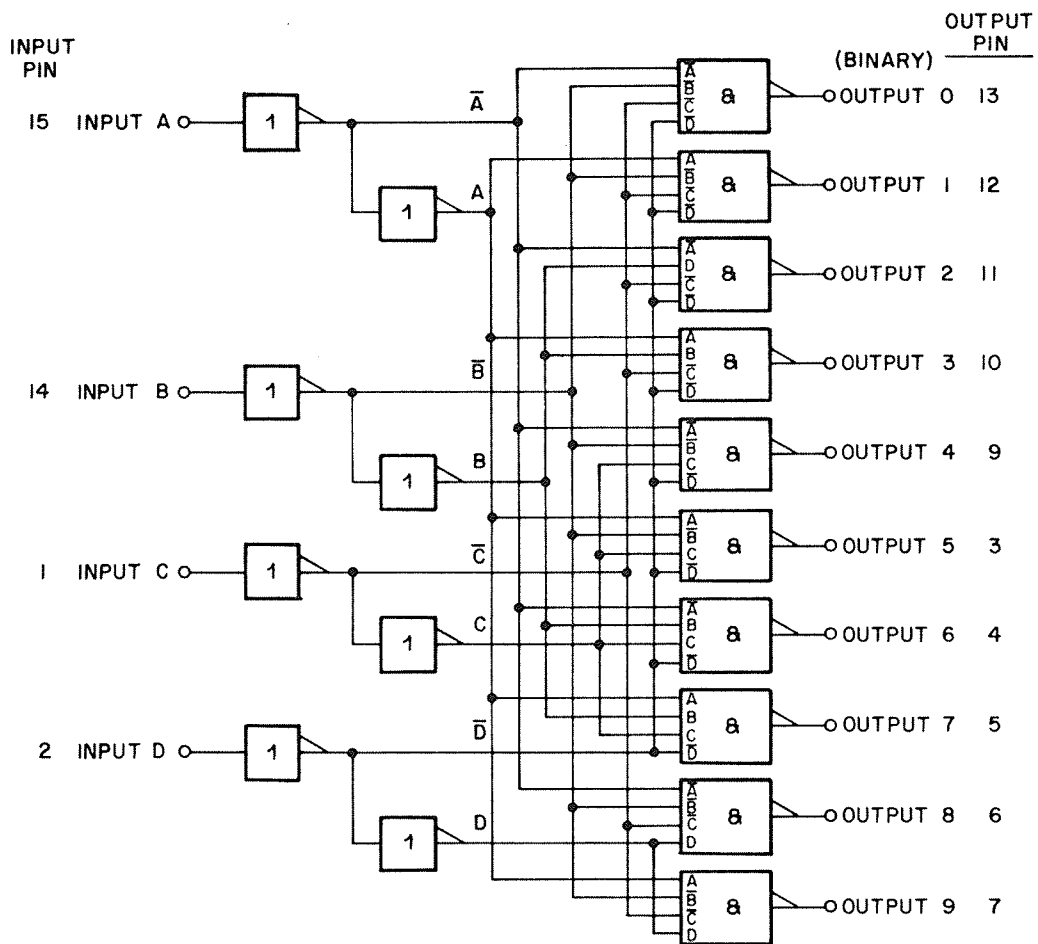 INPUT
PIN
(BINARY)
OUTPUT
PIN
15 INPUT A
1
A̅
1
A
14 INPUT B
1
B̅
1
B
1 INPUT C
1
C̅
1
C
2 INPUT D
1
D̅
1
D
A̅
B̅
C̅
D̅
&
OUTPUT 0 13
A
B̅
C̅
D̅
&
OUTPUT 1 12
A̅
D
C̅
D̅
&
OUTPUT 2 11
A
B
C̅
D̅
&
OUTPUT 3 10
A̅
B̅
C
D̅
&
OUTPUT 4 9
A
B̅
C
D̅
&
OUTPUT 5 3
A̅
B
C
D̅
&
OUTPUT 6 4
A
B
C
D̅
&
OUTPUT 7 5
A̅
B̅
C̅
D
&
OUTPUT 8 6
A
B̅
C̅
D
&
OUTPUT 9 7